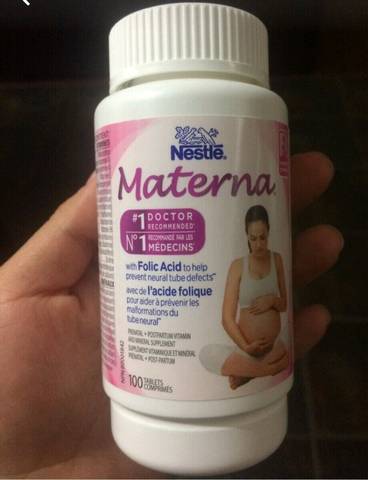 Nestlé®
Materna®
#1 DOCTOR
RECOMMENDED*
N° 1 RECOMMANDÉ PAR LES
MÉDECINS*
with Folic Acid to help
prevent neural tube defects**
avec de l'acide folique
pour aider à prévenir les
malformations du
tube neural**
PRENATAL + POSTPARTUM VITAMIN
AND MINERAL SUPPLEMENT
SUPPLÉMENT VITAMINIQUE ET MINÉRAL
PRÉNATAL + POST-PARTUM
100 TABLETS
COMPRIMÉS